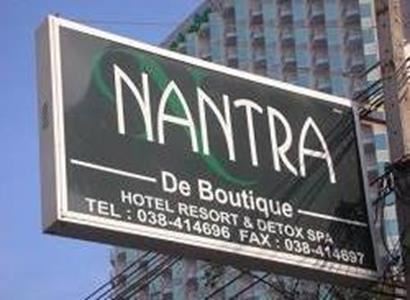 NANTRA
De Boutique
HOTEL RESORT & DETOX SPA
TEL : 038-414696 FAX : 038-414697